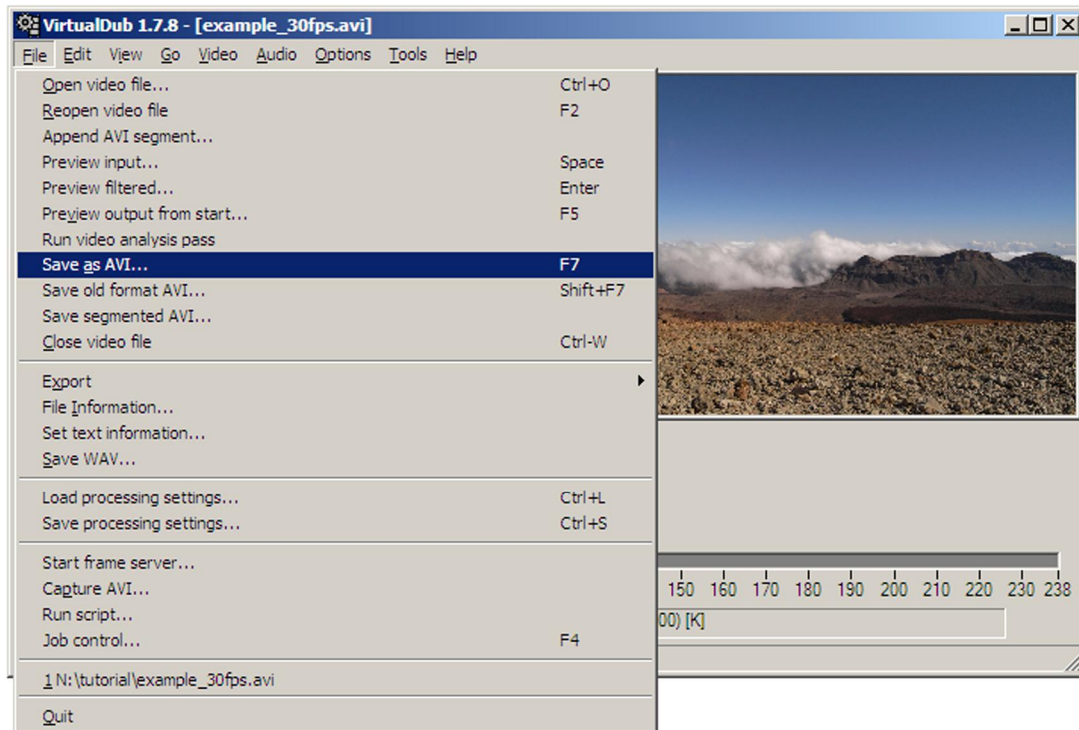 VirtualDub 1.7.8 - [example_30fps.avi]
File Edit View Go Video Audio Options Tools Help
Open video file... Ctrl+O
Reopen video file F2
Append AVI segment...
Preview input... Space
Preview filtered... Enter
Preview output from start... F5
Run video analysis pass
Save as AVI... F7
Save old format AVI... Shift+F7
Save segmented AVI...
Close video file Ctrl-W
Export
File Information...
Set text information...
Save WAV...
Load processing settings... Ctrl+L
Save processing settings... Ctrl+S
Start frame server...
Capture AVI...
Run script...
Job control... F4
1 N:\tutorial\example_30fps.avi
Quit
150 160 170 180 190 200 210 220 230 238
00) [K]